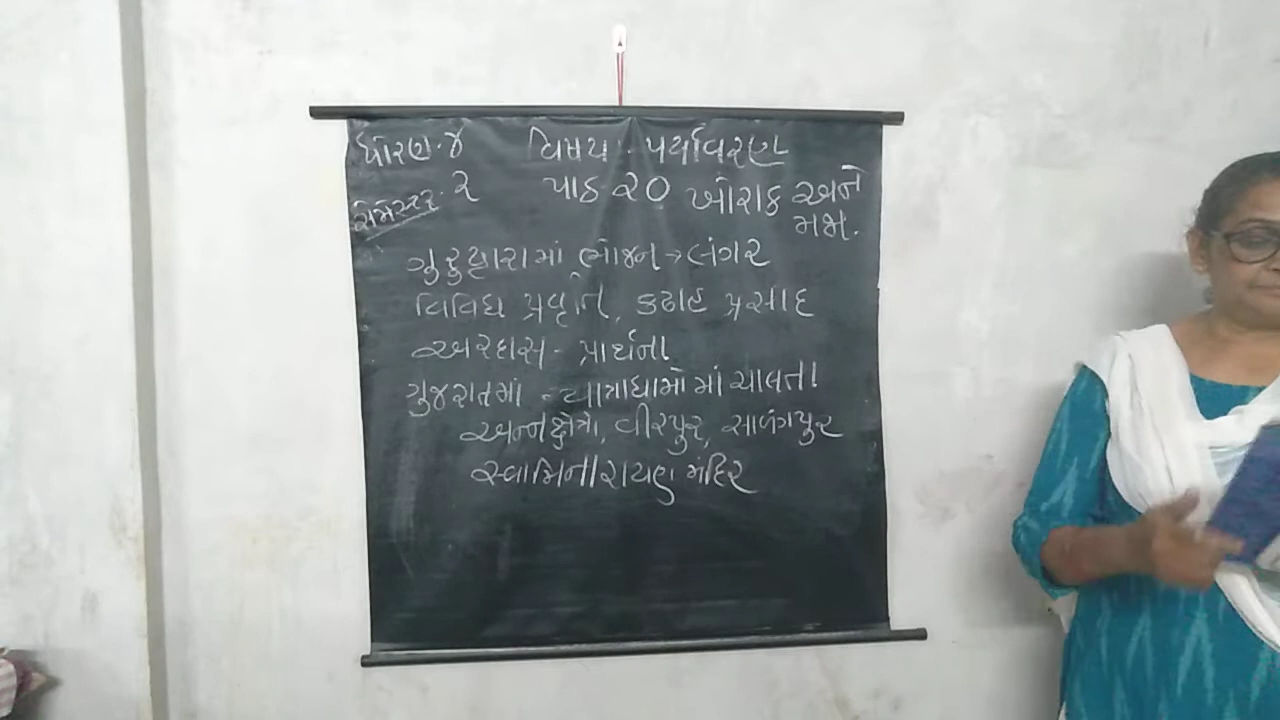 ધોરણ. ૪ વિષય - પર્યાવરણ
સેમેસ્ટર. ૨ પાઠ ૨૦ ખોરાક અને
મજા.
ગુરુદ્વારામાં ભોજન → લંગર
વિવિધ પ્રવૃતિ, કઢાહ પ્રસાદ
અરદાસ - પ્રાર્થના
ગુજરાતમાં - યાત્રાધામોમાં ચાલતા
અન્નક્ષેત્રો, વીરપુર, સાળંગપુર
સ્વામિનારાયણ મંદિર